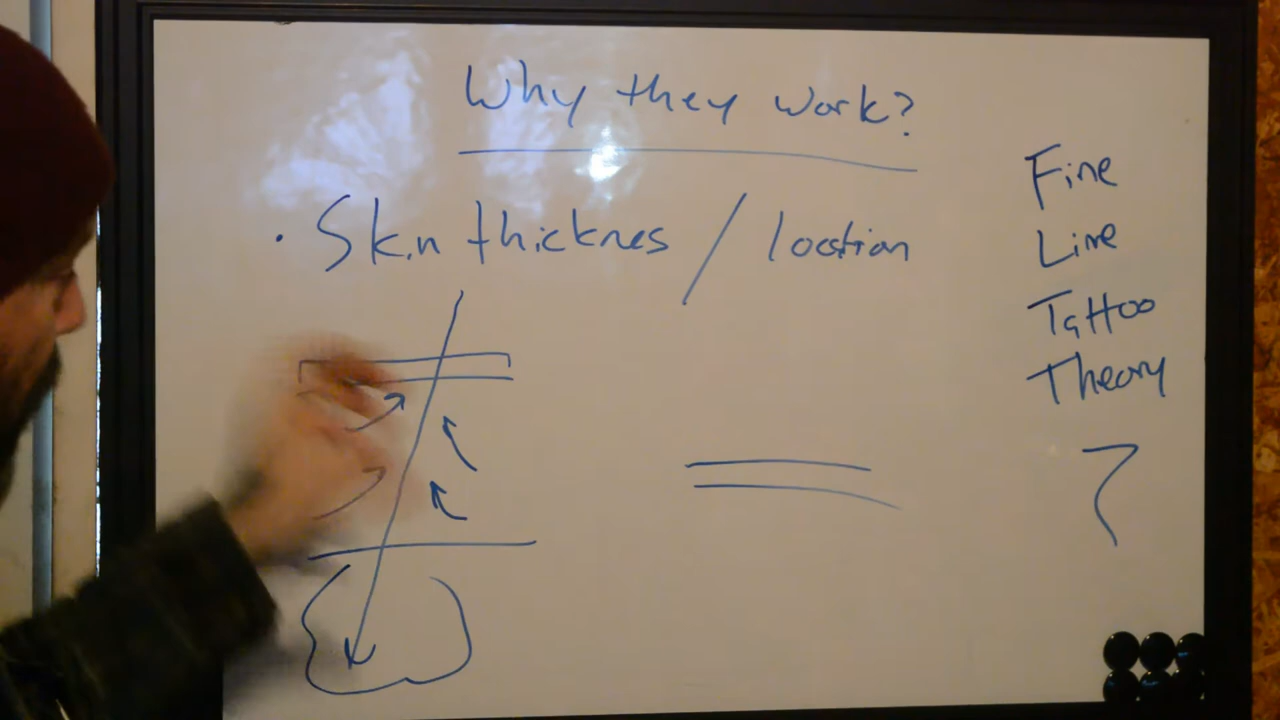 Why they work?
• Skin thicknes / location
Fine
Line
Tattoo
Theory
?